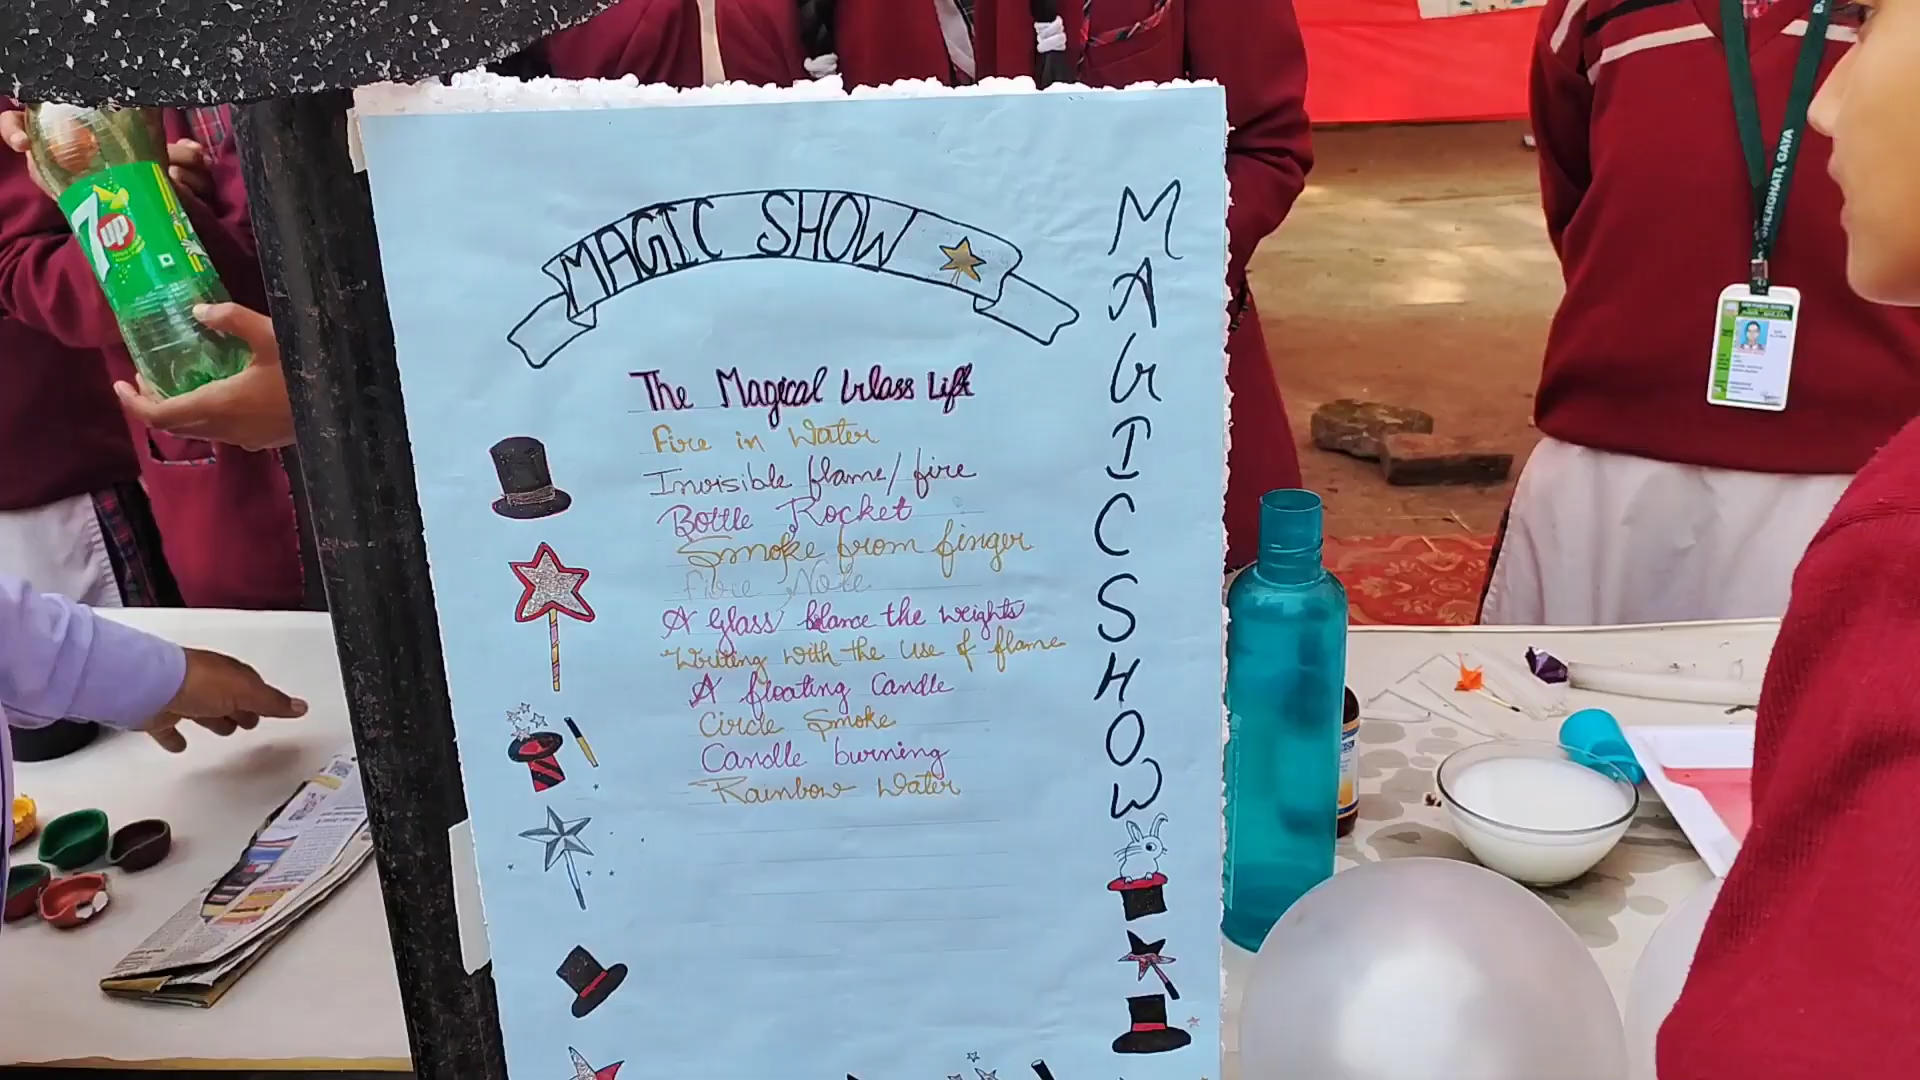 MAGIC SHOW
The Magical Glass Lift
Fire in Water
Invisible flame/fire
Bottle Rocket
Smoke from finger
Fire Note
A Glass blance the weights
Writing with the use of flame
A floating Candle
Circle Smoke
Candle burning
Rainbow Water
MAGIC SHOW
7up
SHERGHATI, GAYA